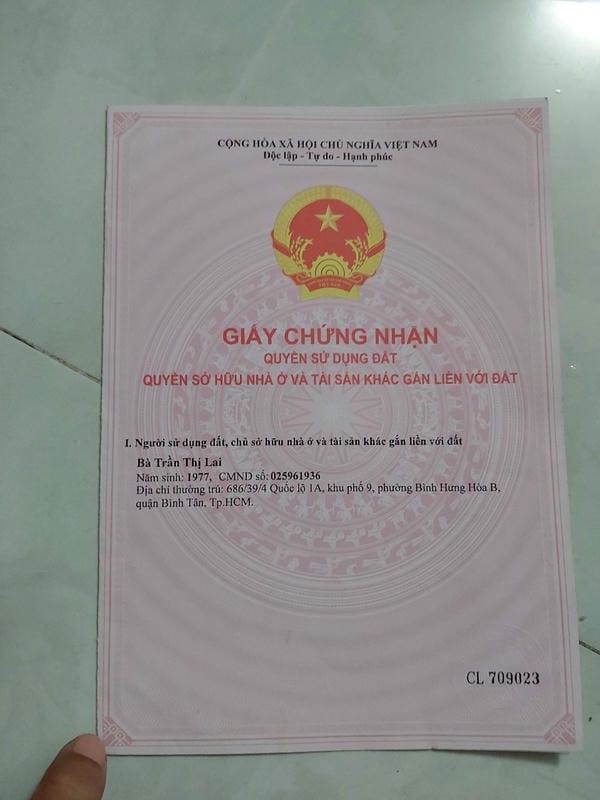 CỘNG HÒA XÃ HỘI CHỦ NGHĨA VIỆT NAM
Độc lập - Tự do - Hạnh phúc
GIẤY CHỨNG NHẬN
QUYỀN SỬ DỤNG ĐẤT
QUYỀN SỞ HỮU NHÀ Ở VÀ TÀI SẢN KHÁC GẮN LIỀN VỚI ĐẤT
I. Người sử dụng đất, chủ sở hữu nhà ở và tài sản khác gắn liền với đất
Bà Trần Thị Lai
Năm sinh: 1977, CMND số: 025961936
Địa chỉ thường trú: 686/39/4 Quốc lộ 1A, khu phố 9, phường Bình Hưng Hòa B,
quận Bình Tân, Tp.HCM.
CL 709023